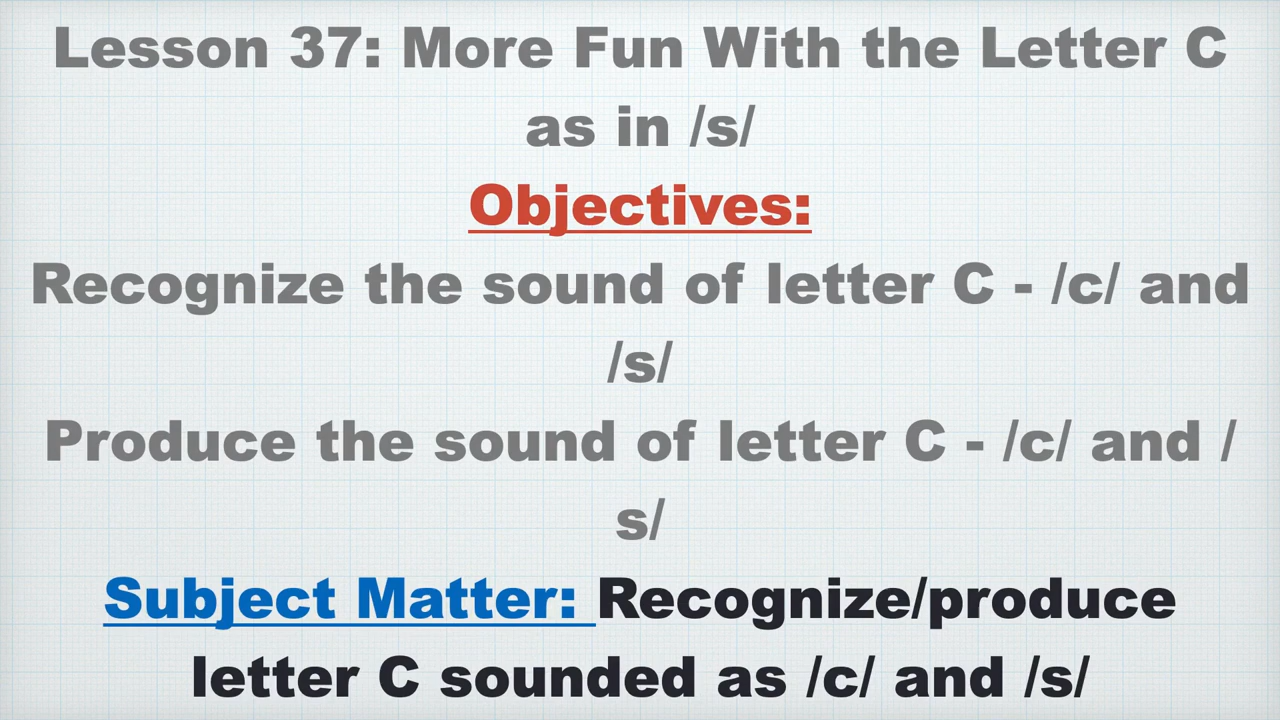 Lesson 37: More Fun With the Letter C
as in /s/
Objectives:
Recognize the sound of letter C - /c/ and
/s/
Produce the sound of letter C - /c/ and /
s/
Subject Matter: Recognize/produce
letter C sounded as /c/ and /s/